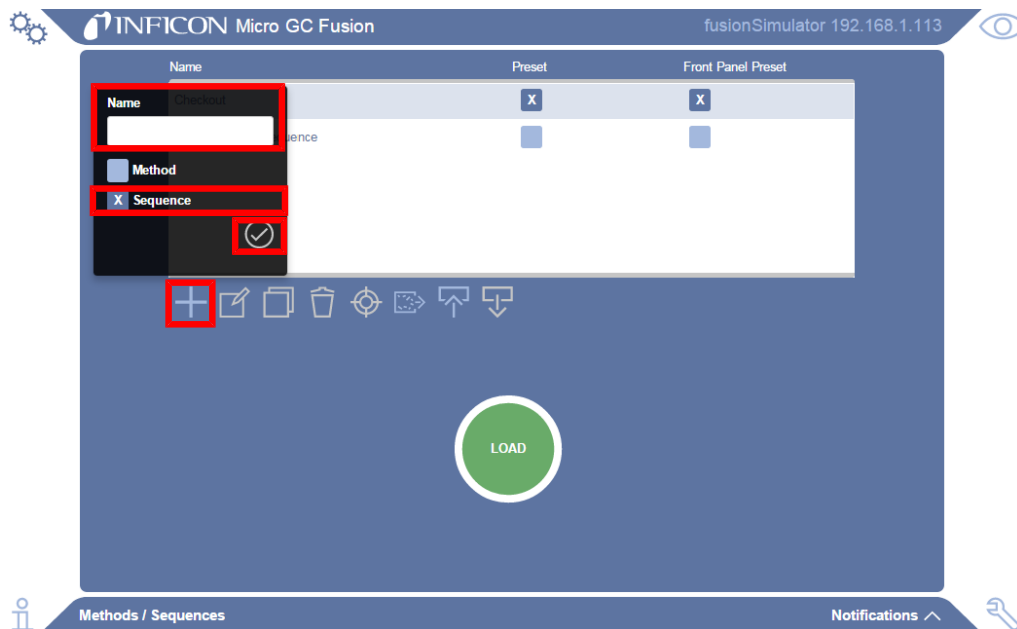 INFICON Micro GC Fusion
fusionSimulator 192.168.1.113
Name Preset Front Panel Preset
Name
Checkout X X
uence
Method
X Sequence
LOAD
Methods / Sequences
Notifications